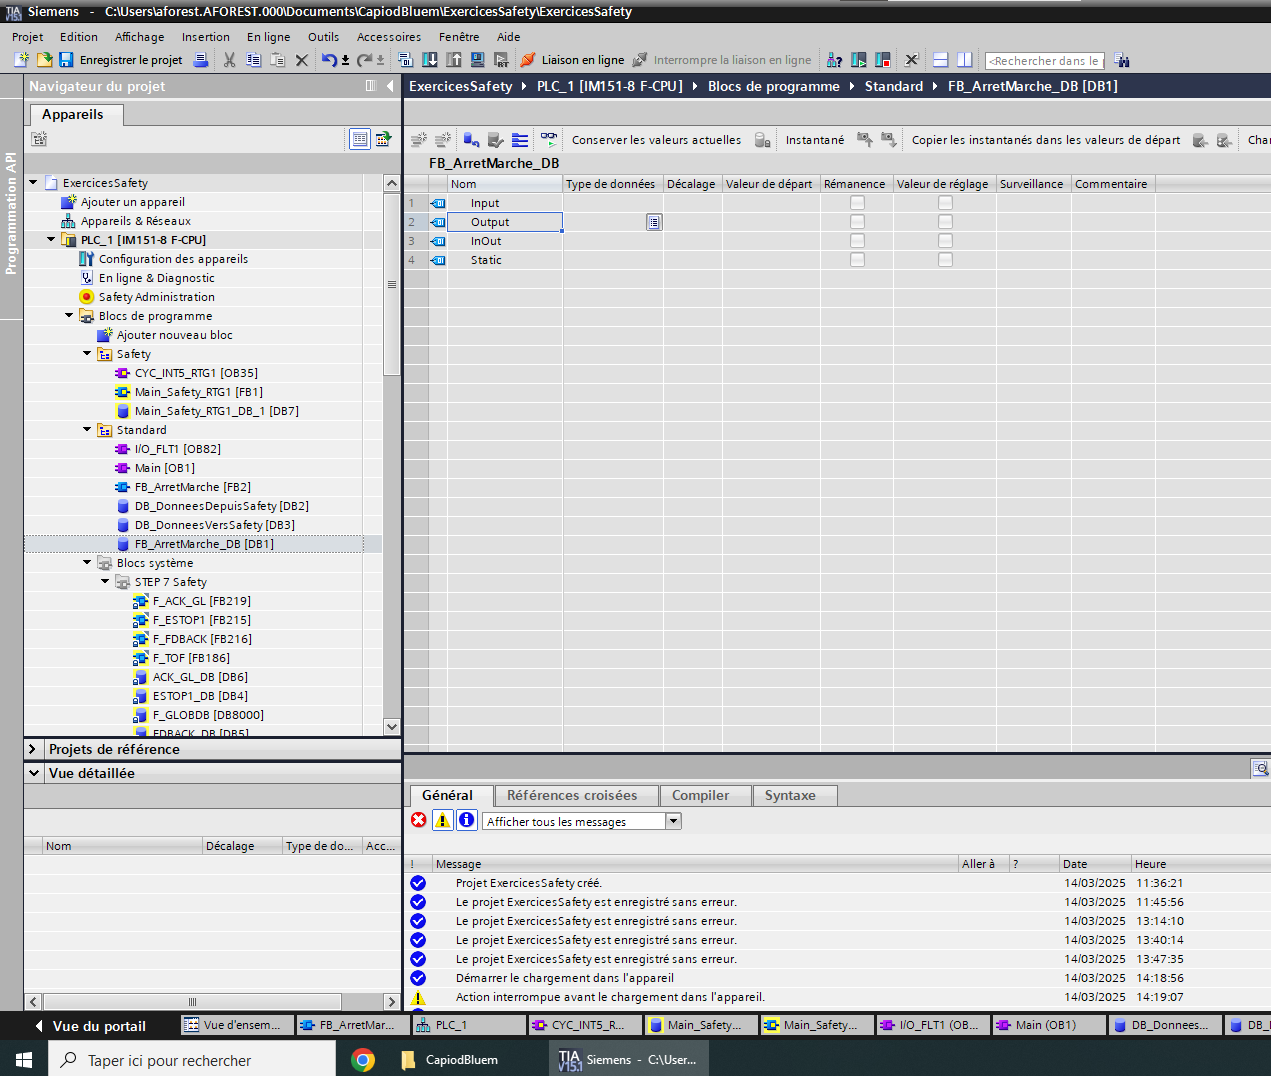 Siemens - C:\Users\aforest.AFOREST.000\Documents\CapiodBluem\ExercicesSafety\ExercicesSafety
Projet Edition Affichage Insertion En ligne Outils Accessoires Fenêtre Aide
Enregistrer le projet Liaison en ligne Interrompre la liaison en ligne <Rechercher dans le p
Navigateur du projet
ExercicesSafety PLC_1 [IM151-8 F-CPU] Blocs de programme Standard FB_ArretMarche_DB [DB1]
Appareils
Programmation API
Conserver les valeurs actuelles Instantané Copier les instantanés dans les valeurs de départ
FB_ArretMarche_DB
Nom Type de données Décalage Valeur de départ Rémanence Valeur de réglage Surveillance Commentaire
1 Input
2 Output
3 InOut
4 Static
ExercicesSafety
Ajouter un appareil
Appareils & Réseaux
PLC_1 [IM151-8 F-CPU]
Configuration des appareils
En ligne & Diagnostic
Safety Administration
Blocs de programme
Ajouter nouveau bloc
Safety
CYC_INT5_RTG1 [OB35]
Main_Safety_RTG1 [FB1]
Main_Safety_RTG1_DB_1 [DB7]
Standard
I/O_FLT1 [OB82]
Main [OB1]
FB_ArretMarche [FB2]
DB_DonneesDepuisSafety [DB2]
DB_DonneesVersSafety [DB3]
FB_ArretMarche_DB [DB1]
Blocs système
STEP 7 Safety
F_ACK_GL [FB219]
F_ESTOP1 [FB215]
F_FDBACK [FB216]
F_TOF [FB186]
ACK_GL_DB [DB6]
ESTOP1_DB [DB4]
F_GLOBDB [DB8000]
FDBACK_DB [DB5]
Projets de référence
Vue détaillée
Nom Décalage Type de do... Acc...
Général Références croisées Compiler Syntaxe
Afficher tous les messages
! Message Aller à ? Date Heure
Projet ExercicesSafety créé. 14/03/2025 11:36:21
Le projet ExercicesSafety est enregistré sans erreur. 14/03/2025 11:45:56
Le projet ExercicesSafety est enregistré sans erreur. 14/03/2025 13:14:10
Le projet ExercicesSafety est enregistré sans erreur. 14/03/2025 13:40:14
Le projet ExercicesSafety est enregistré sans erreur. 14/03/2025 13:47:35
Démarrer le chargement dans l'appareil 14/03/2025 14:18:56
Action interrompue avant le chargement dans l'appareil. 14/03/2025 14:19:07
Vue du portail Vue d'ensem... FB_ArretMar... PLC_1 CYC_INT5_R... Main_Safety... Main_Safety... I/O_FLT1 (OB... Main (OB1) DB_Donnees...
Taper ici pour rechercher CapiodBluem TIA V15.1 Siemens - C:\User...